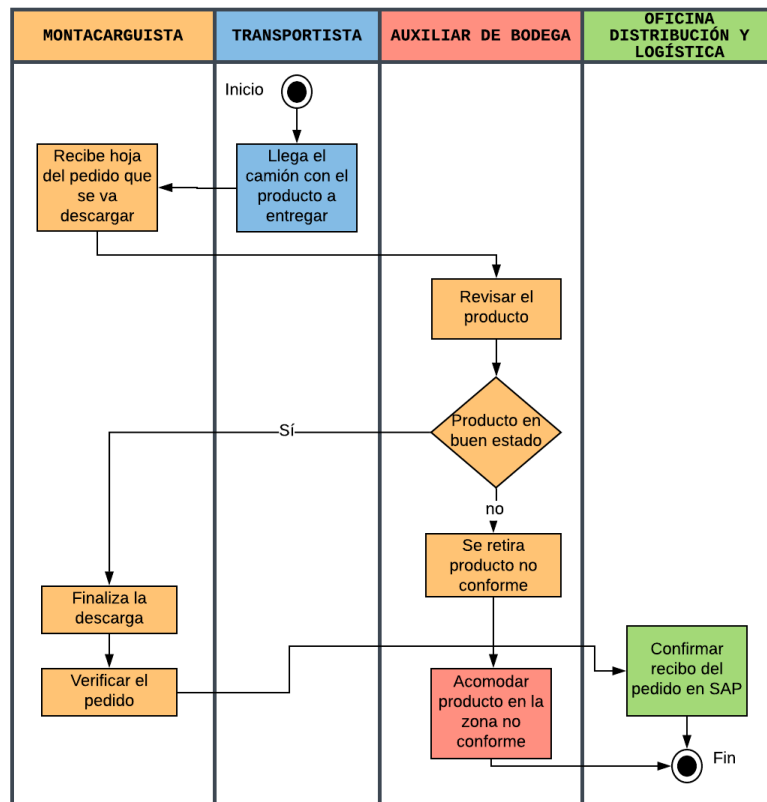 MONTACARGUISTA
TRANSPORTISTA
AUXILIAR DE BODEGA
OFICINA
DISTRIBUCIÓN Y
LOGÍSTICA
Inicio
Recibe hoja
del pedido que
se va
descargar
Llega el
camión con el
producto a
entregar
Revisar el
producto
Producto en
buen estado
Sí
no
Se retira
producto no
conforme
Finaliza la
descarga
Verificar el
pedido
Confirmar
recibo del
pedido en SAP
Acomodar
producto en la
zona no
conforme
Fin